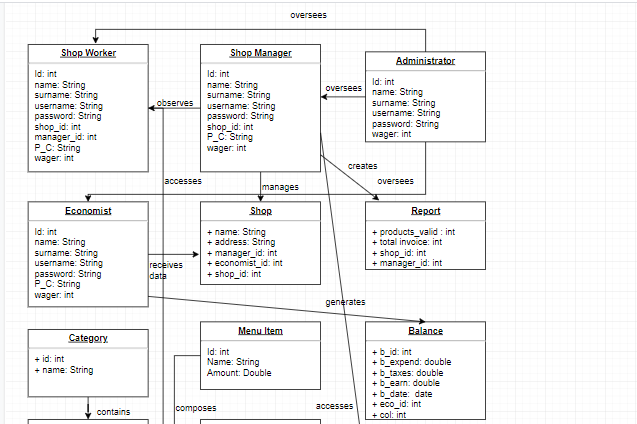 oversees
Shop Worker
Id: int
name: String
surname: String
username: String
password: String
shop_id: int
manager_id: int
P_C: String
wager: int
Shop Manager
Id: int
name: String
surname: String
username: String
password: String
shop_id: int
P_C: String
wager: int
Administrator
Id: int
name: String
surname: String
username: String
password: String
wager: int
observes
oversees
accesses
manages
creates
oversees
Economist
Id: int
name: String
surname: String
username: String
password: String
P_C: String
wager: int
Shop
+ name: String
+ address: String
+ manager_id: int
+ economist_id: int
+ shop_id: int
Report
+ products_valid : int
+ total invoice: int
+ shop_id: int
+ manager_id: int
receives
data
generates
Category
+ id: int
+ name: String
Menu Item
Id: int
Name: String
Amount: Double
Balance
+ b_id: int
+ b_expend: double
+ b_taxes: double
+ b_earn: double
+ b_date: date
+ eco_id: int
+ col: int
contains
composes
accesses